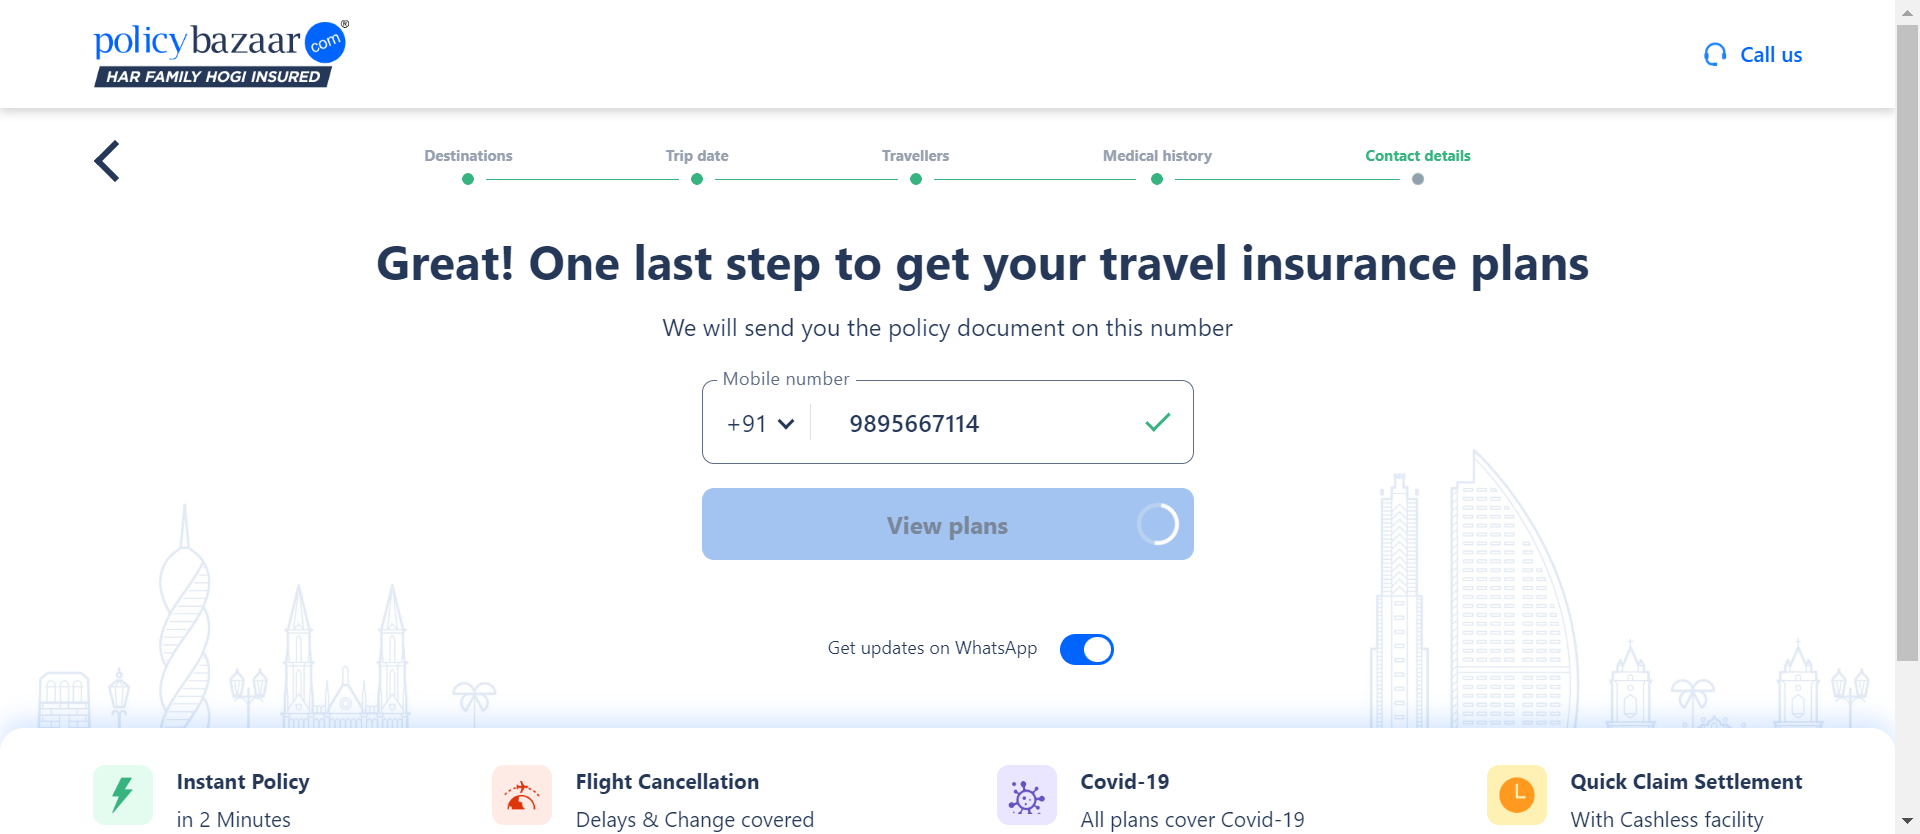 policybazaar com ®
HAR FAMILY HOGI INSURED
Call us
Destinations
Trip date
Travellers
Medical history
Contact details
Great! One last step to get your travel insurance plans
We will send you the policy document on this number
Mobile number
+91 9895667114
View plans
Get updates on WhatsApp
Instant Policy
in 2 Minutes
Flight Cancellation
Delays & Change covered
Covid-19
All plans cover Covid-19
Quick Claim Settlement
With Cashless facility